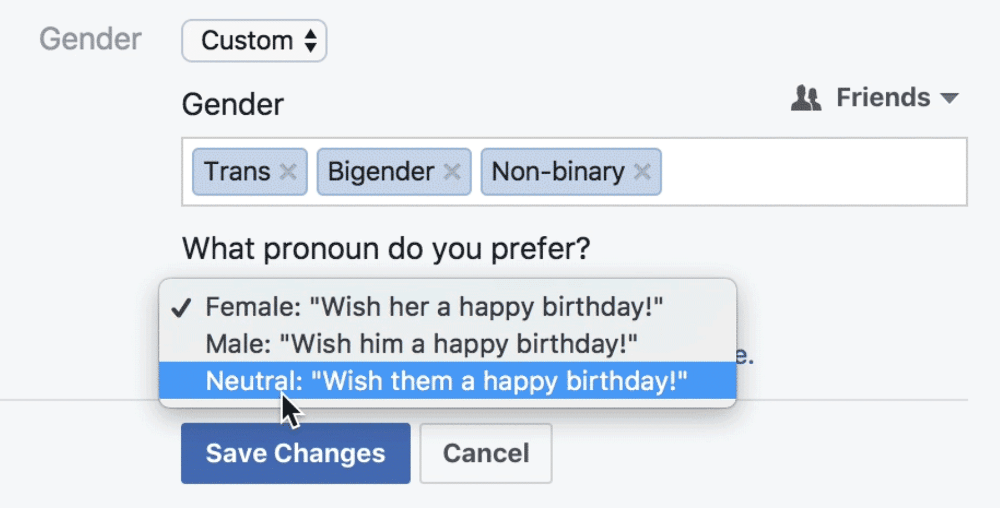 Gender
Custom
Gender
Friends
Trans
Bigender
Non-binary
What pronoun do you prefer?
Female: "Wish her a happy birthday!"
Male: "Wish him a happy birthday!"
Neutral: "Wish them a happy birthday!"
Save Changes
Cancel